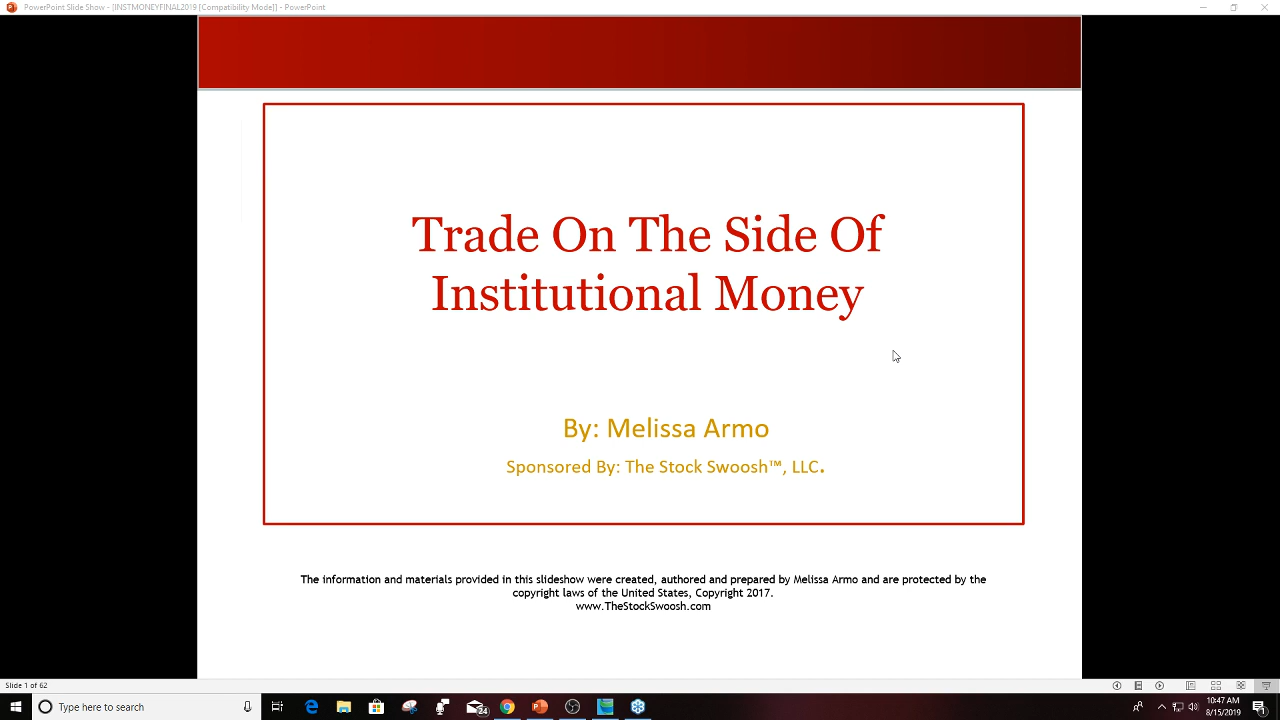 PowerPoint Slide Show - [INSTMONEYFINAL2019 [Compatibility Mode]] - PowerPoint
Trade On The Side Of
Institutional Money
By: Melissa Armo
Sponsored By: The Stock Swoosh™, LLC.
The information and materials provided in this slideshow were created, authored and prepared by Melissa Armo and are protected by the
copyright laws of the United States, Copyright 2017.
www.TheStockSwoosh.com
Slide 1 of 62
Type here to search
24
10:47 AM
8/15/2019